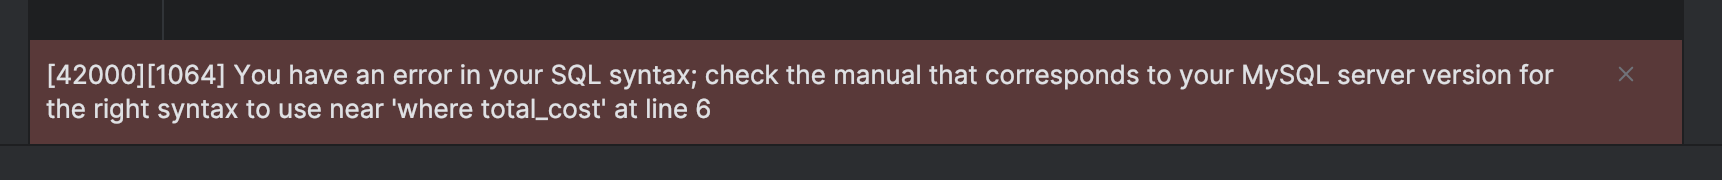 [42000][1064] You have an error in your SQL syntax; check the manual that corresponds to your MySQL server version for
the right syntax to use near 'where total_cost' at line 6